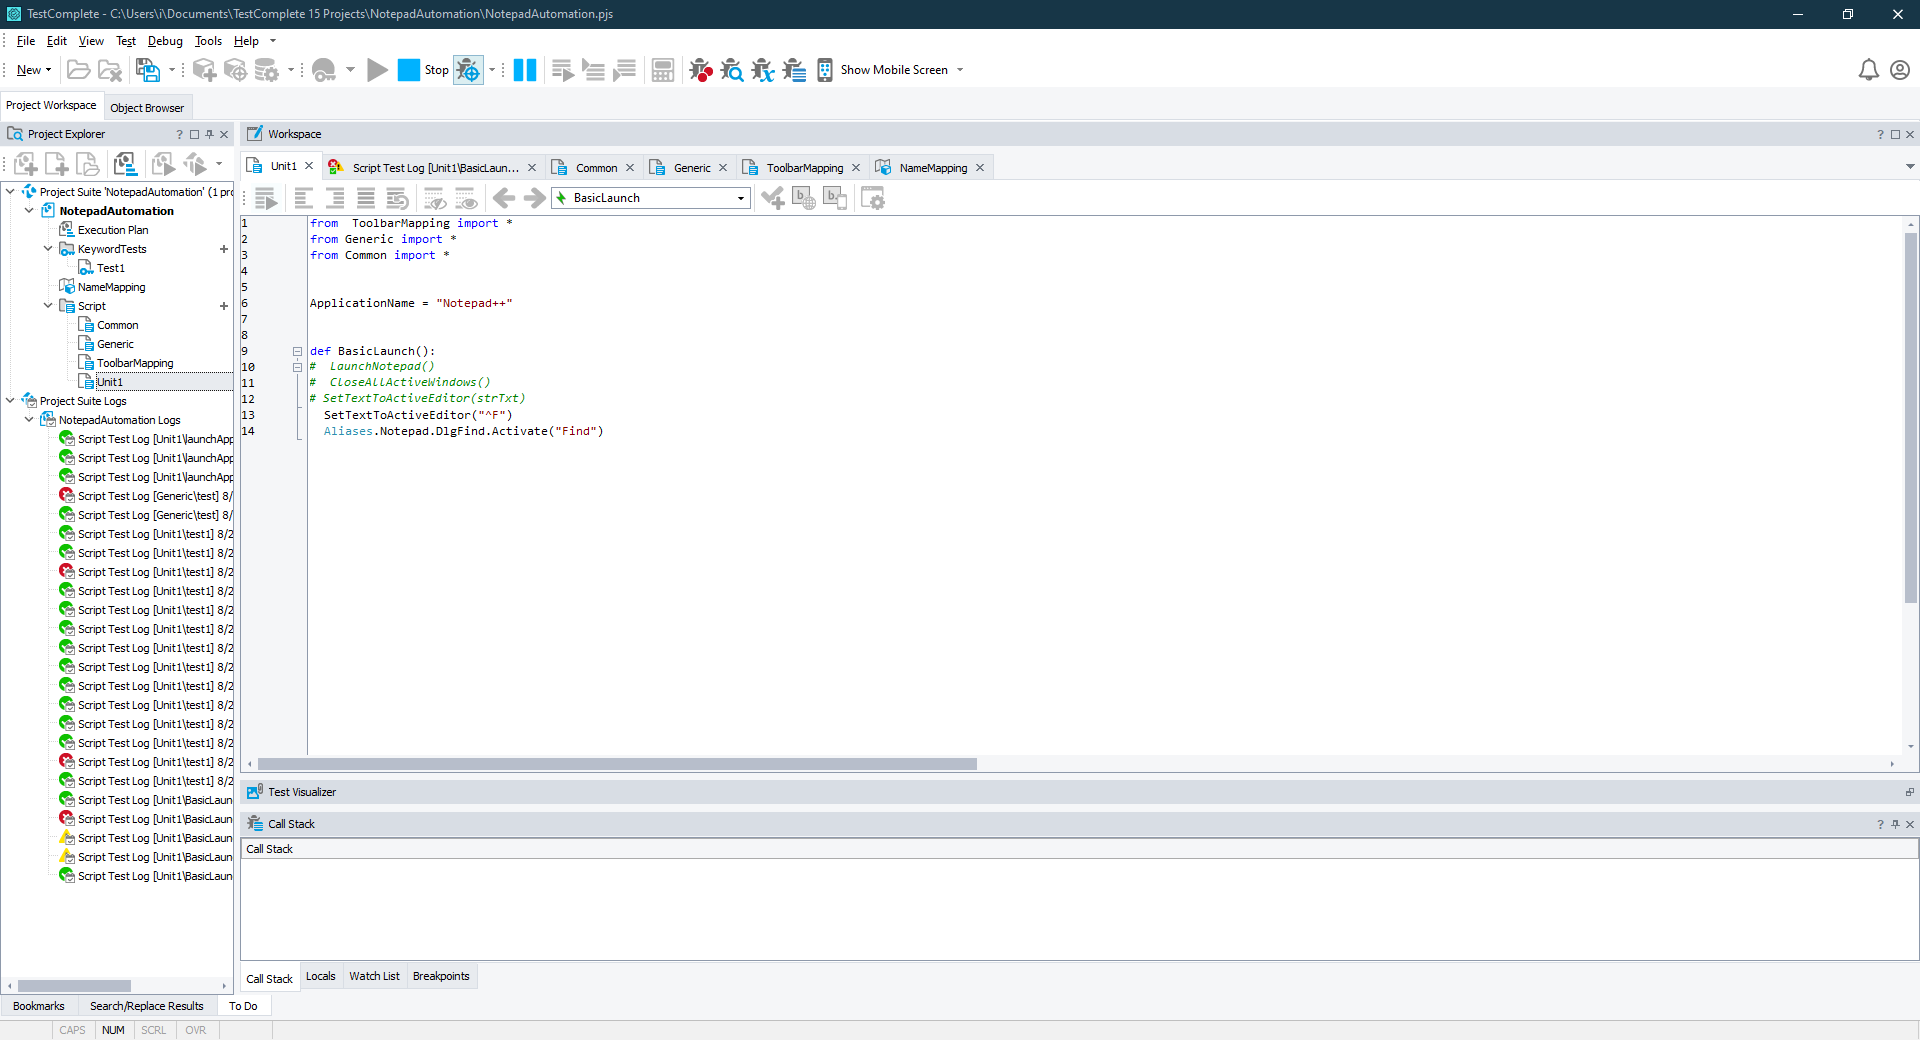 TestComplete - C:\Users\i\Documents\TestComplete 15 Projects\NotepadAutomation\NotepadAutomation.pjs
File Edit View Test Debug Tools Help
New Stop Show Mobile Screen
Project Workspace Object Browser
Project Explorer
Workspace
Unit1 Script Test Log [Unit1\BasicLaun... Common Generic ToolbarMapping NameMapping
BasicLaunch
Project Suite 'NotepadAutomation' (1 pro
NotepadAutomation
Execution Plan
KeywordTests
Test1
NameMapping
Script
Common
Generic
ToolbarMapping
Unit1
Project Suite Logs
NotepadAutomation Logs
Script Test Log [Unit1\launchApp
Script Test Log [Unit1\launchApp
Script Test Log [Unit1\launchApp
Script Test Log [Generic\test] 8/
Script Test Log [Generic\test] 8/
Script Test Log [Unit1\test1] 8/2
Script Test Log [Unit1\test1] 8/2
Script Test Log [Unit1\test1] 8/2
Script Test Log [Unit1\test1] 8/2
Script Test Log [Unit1\test1] 8/2
Script Test Log [Unit1\test1] 8/2
Script Test Log [Unit1\test1] 8/2
Script Test Log [Unit1\test1] 8/2
Script Test Log [Unit1\test1] 8/2
Script Test Log [Unit1\test1] 8/2
Script Test Log [Unit1\test1] 8/2
Script Test Log [Unit1\test1] 8/2
Script Test Log [Unit1\test1] 8/2
Script Test Log [Unit1\test1] 8/2
Script Test Log [Unit1\BasicLaun
Script Test Log [Unit1\BasicLaun
Script Test Log [Unit1\BasicLaun
Script Test Log [Unit1\BasicLaun
Script Test Log [Unit1\BasicLaun
1 from  ToolbarMapping import *
2 from Generic import *
3 from Common import *
4
5
6 ApplicationName = "Notepad++"
7
8
9 def BasicLaunch():
10 #  LaunchNotepad()
11 #  CloseAllActiveWindows()
12 # SetTextToActiveEditor(strTxt)
13   SetTextToActiveEditor("^F")
14   Aliases.Notepad.DlgFind.Activate("Find")
Test Visualizer
Call Stack
Call Stack
Call Stack Locals Watch List Breakpoints
Bookmarks Search/Replace Results To Do
CAPS NUM SCRL OVR